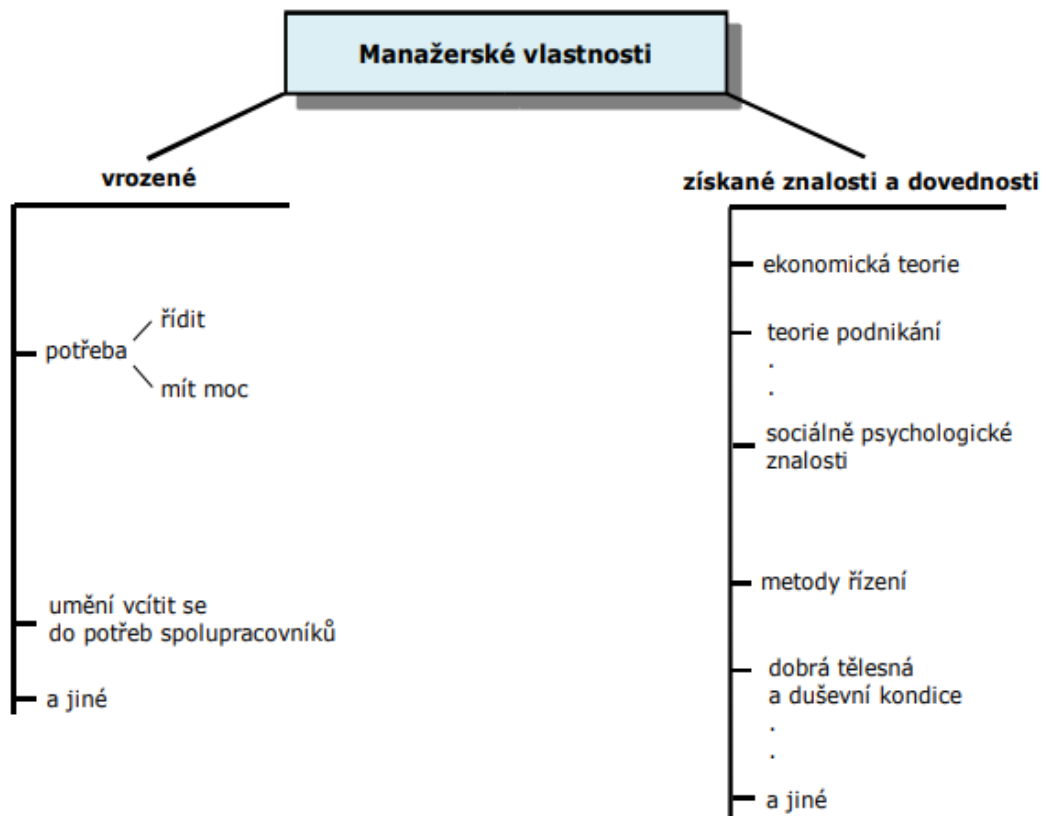 Manažerské vlastnosti
vrozené
potřeba
řídit
mít moc
umění vcítit se
do potřeb spolupracovníků
a jiné
získané znalosti a dovednosti
ekonomická teorie
teorie podnikání
.
.
sociálně psychologické
znalosti
metody řízení
dobrá tělesná
a duševní kondice
.
.
a jiné